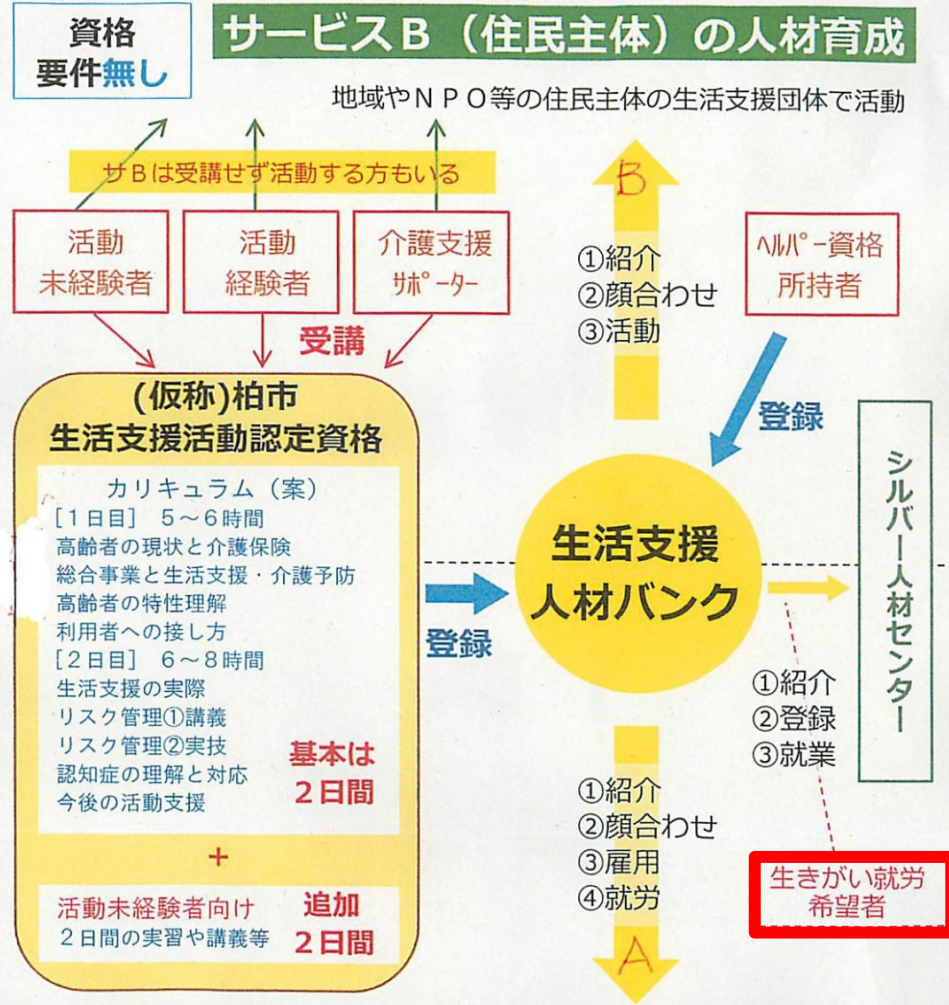 資格
要件無し
サービスB（住民主体）の人材育成
地域やNPO等の住民主体の生活支援団体で活動
サBは受講せず活動する方もいる
活動
未経験者
活動
経験者
介護支援
ｻﾎﾟｰﾀｰ
B
①紹介
②顔合わせ
③活動
ﾍﾙﾊﾟｰ資格
所持者
受講
登録
(仮称)柏市
生活支援活動認定資格
カリキュラム（案）
[1日目] 5～6時間
高齢者の現状と介護保険
総合事業と生活支援・介護予防
高齢者の特性理解
利用者への接し方
[2日目] 6～8時間
生活支援の実際
リスク管理①講義
リスク管理②実技
認知症の理解と対応
今後の活動支援
基本は
2日間
+
活動未経験者向け
2日間の実習や講義等
追加
2日間
登録
生活支援
人材バンク
シルバー人材センター
①紹介
②登録
③就業
①紹介
②顔合わせ
③雇用
④就労
A
生きがい就労
希望者